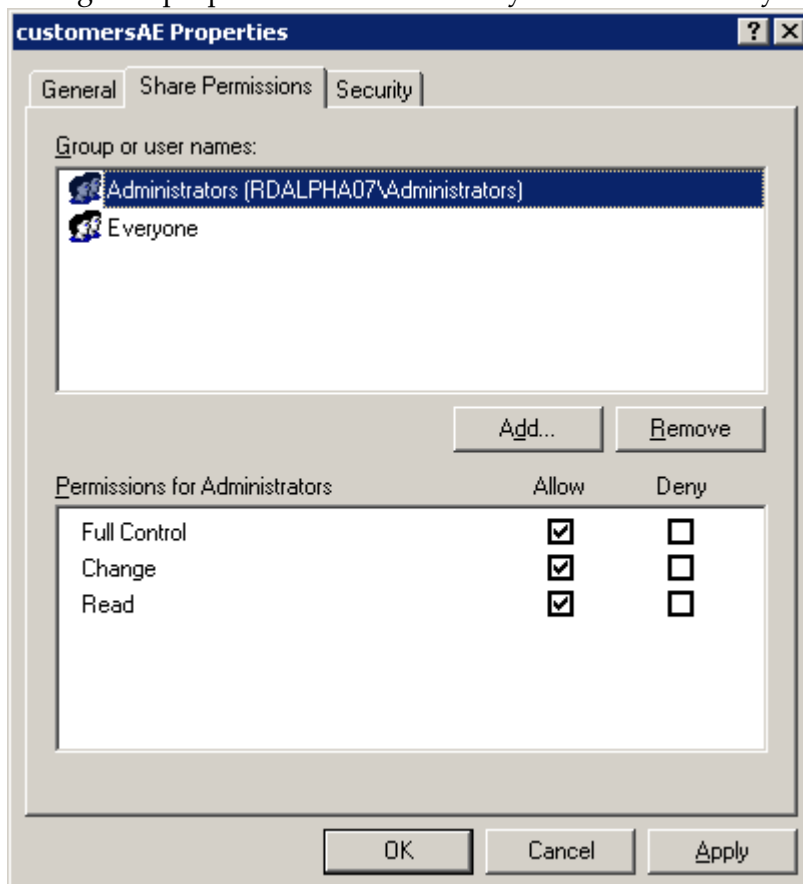 customersAE Properties
General Share Permissions Security
Group or user names:
Administrators (RDALPHA07\Administrators)
Everyone
Add... Remove
Permissions for Administrators Allow Deny
Full Control
Change
Read
OK Cancel Apply